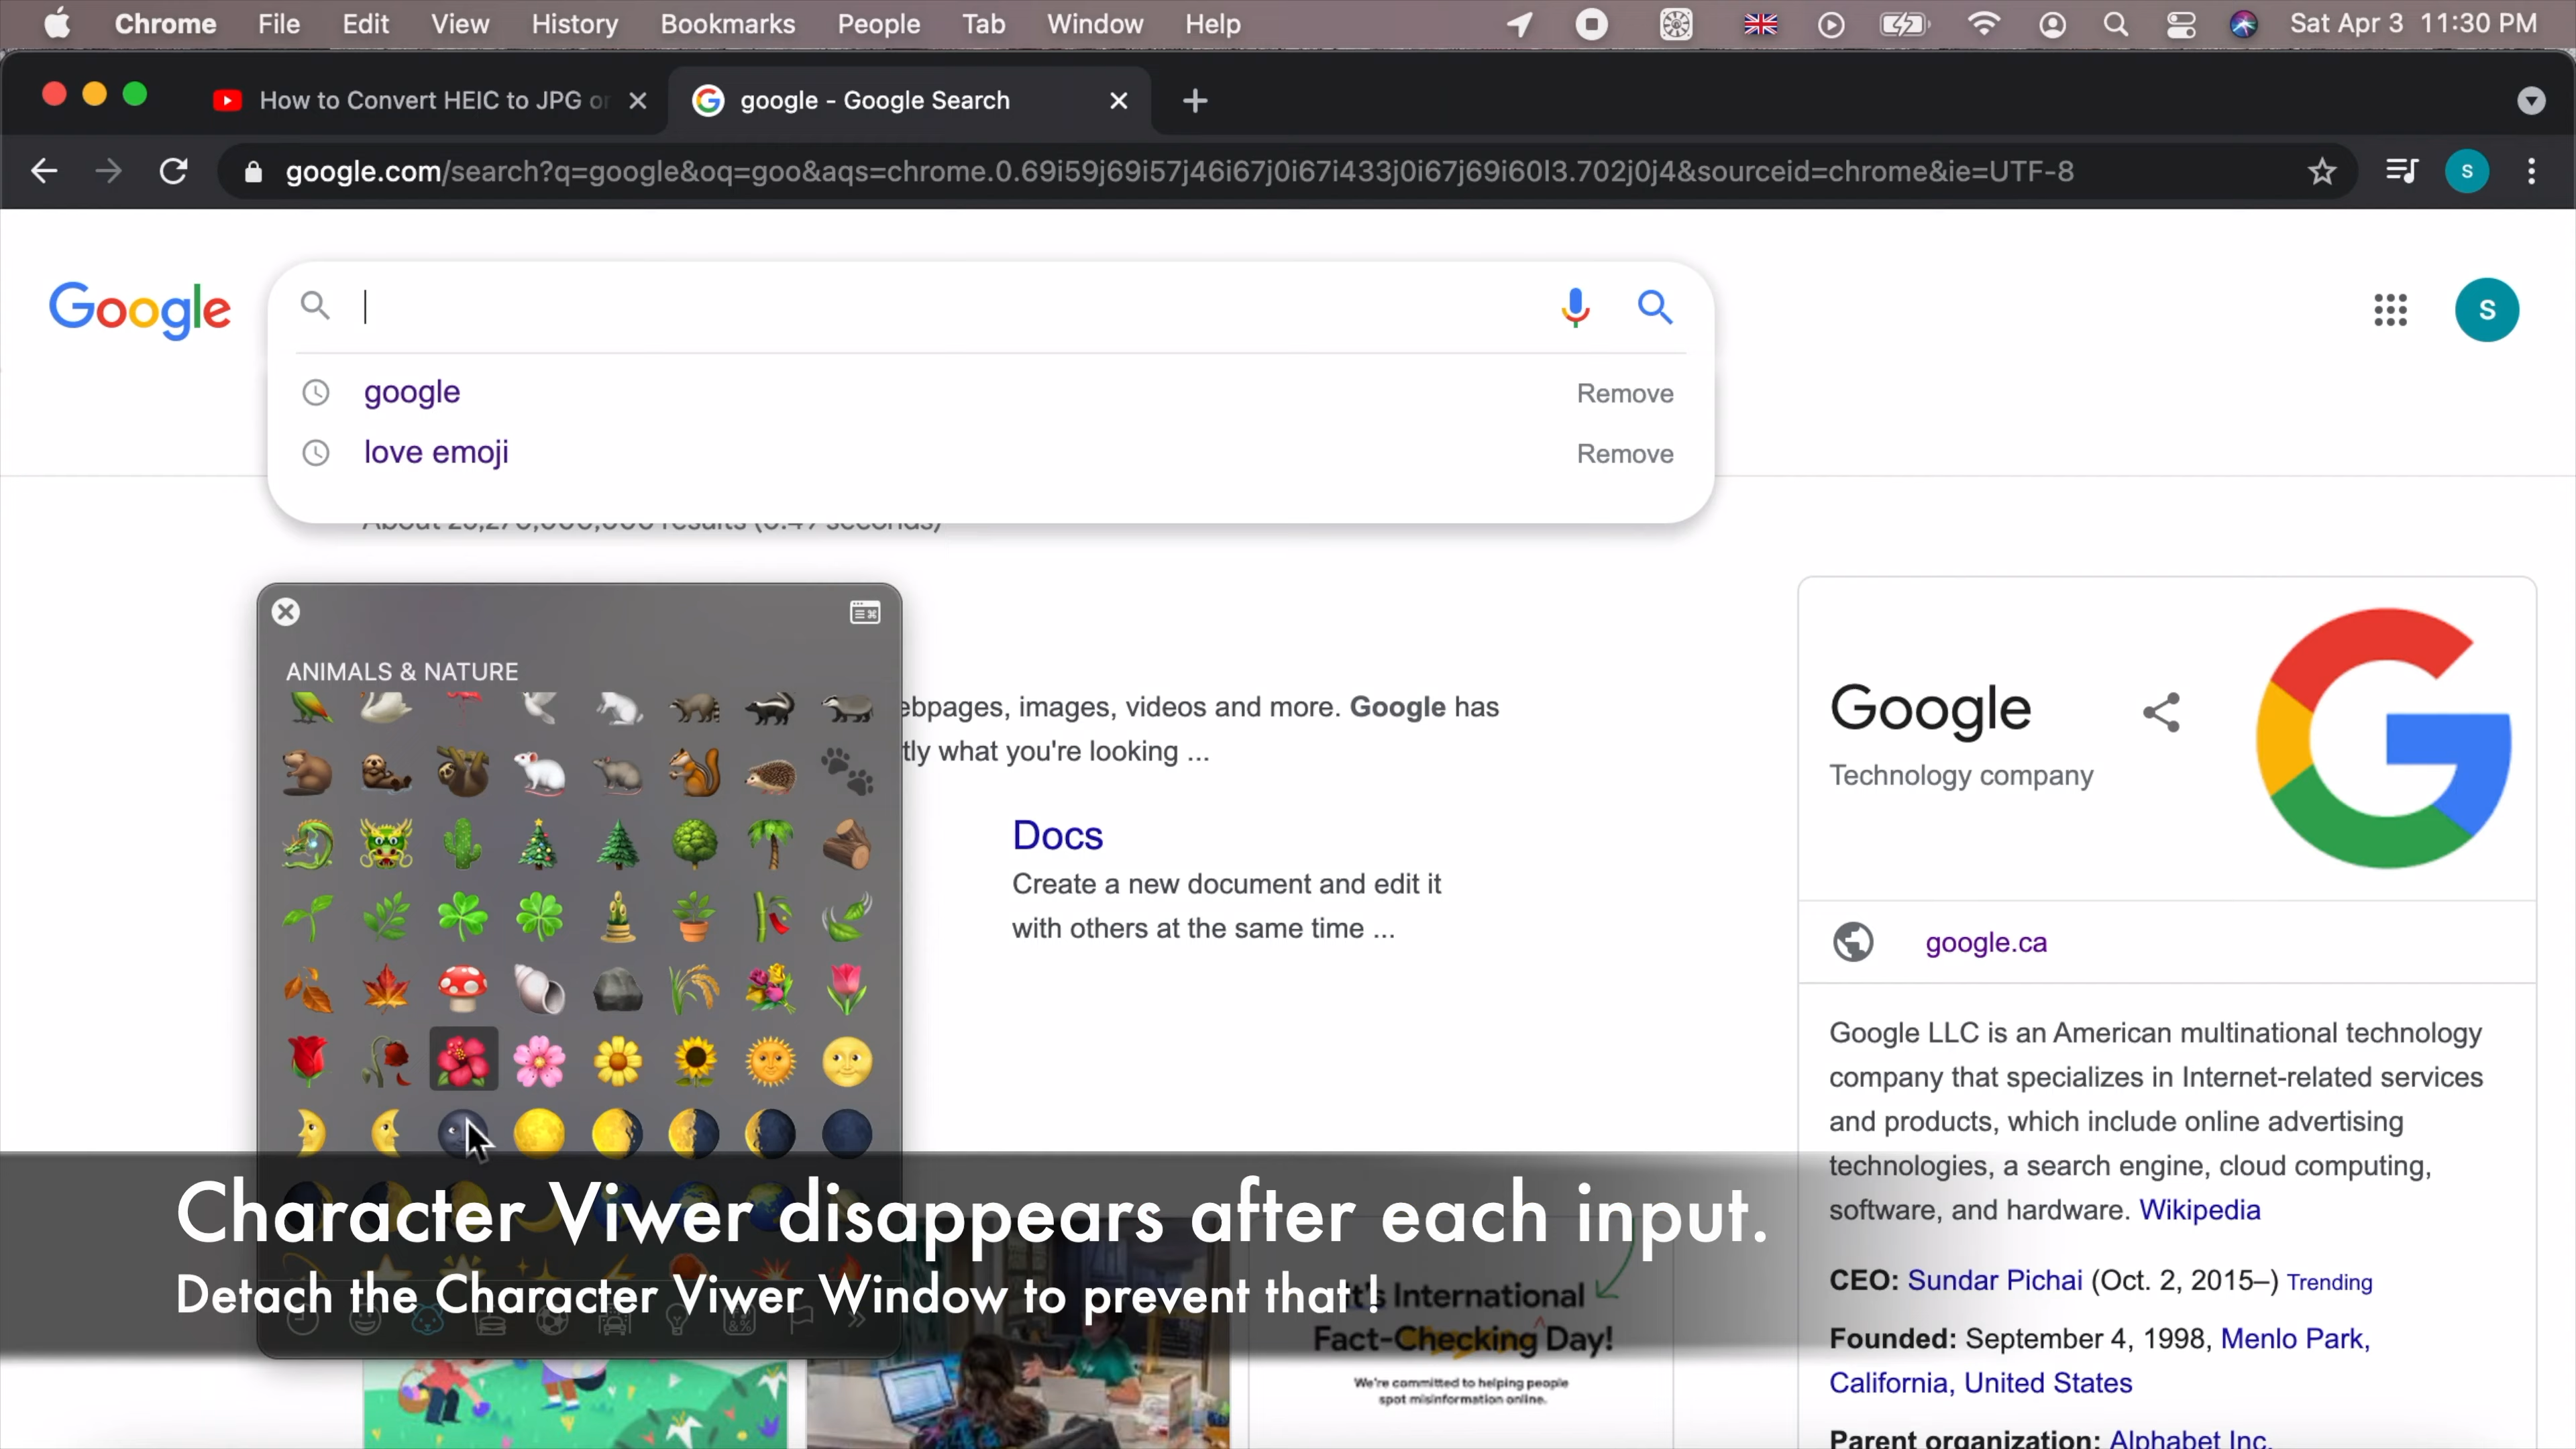 Chrome File Edit View History Bookmarks People Tab Window Help Sat Apr 3 11:30 PM
How to Convert HEIC to JPG or google - Google Search
google.com/search?q=google&oq=goo&aqs=chrome.0.69i59j69i57j46i67j0i67i433j0i67j69i60l3.702j0j4&sourceid=chrome&ie=UTF-8 S
Google S
google Remove
love emoji Remove
ANIMALS & NATURE
ebpages, images, videos and more. Google has
tly what you're looking ...
Docs
Create a new document and edit it
with others at the same time ...
Google
Technology company
google.ca
Google LLC is an American multinational technology
company that specializes in Internet-related services
and products, which include online advertising
technologies, a search engine, cloud computing,
software, and hardware. Wikipedia
CEO: Sundar Pichai (Oct. 2, 2015–) Trending
Founded: September 4, 1998, Menlo Park,
California, United States
Parent organization: Alphabet Inc.
Character Viwer disappears after each input.
Detach the Character Viwer Window to prevent that !
It's International
Fact-Checking Day!
We're committed to helping people
spot misinformation online.